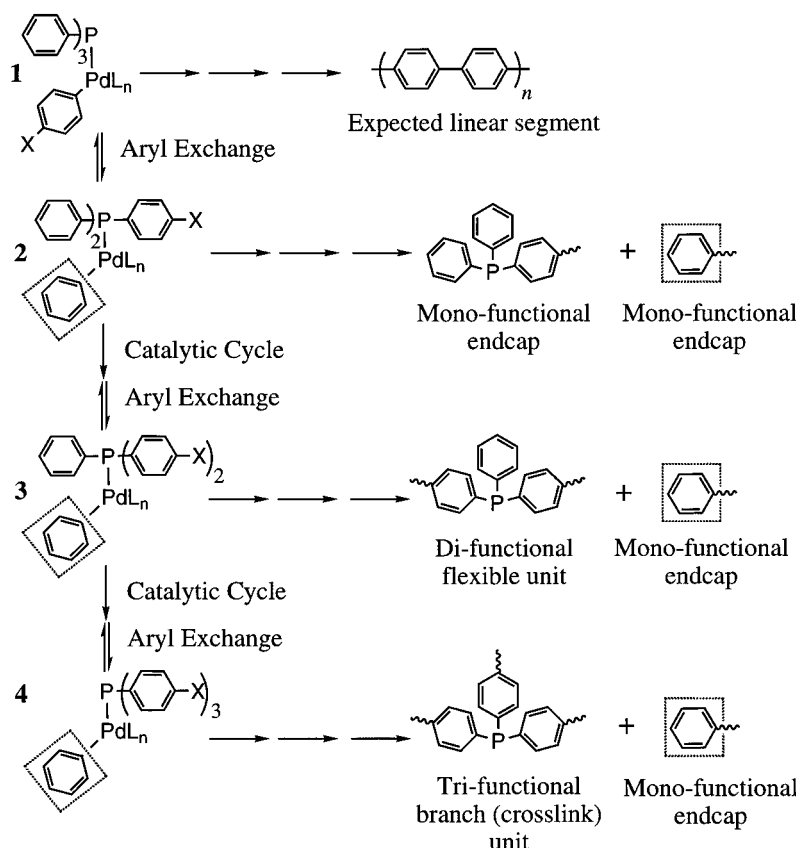 P
3
1
PdLn
n
X
Expected linear segment
Aryl Exchange
P X
2
2
PdLn
P
+
Mono-functional
endcap
Mono-functional
endcap
Catalytic Cycle
Aryl Exchange
P ( X ) 2
3
PdLn
P
+
Di-functional
flexible unit
Mono-functional
endcap
Catalytic Cycle
Aryl Exchange
4
P ( X ) 3
PdLn
P
+
Tri-functional
branch (crosslink)
unit
Mono-functional
endcap